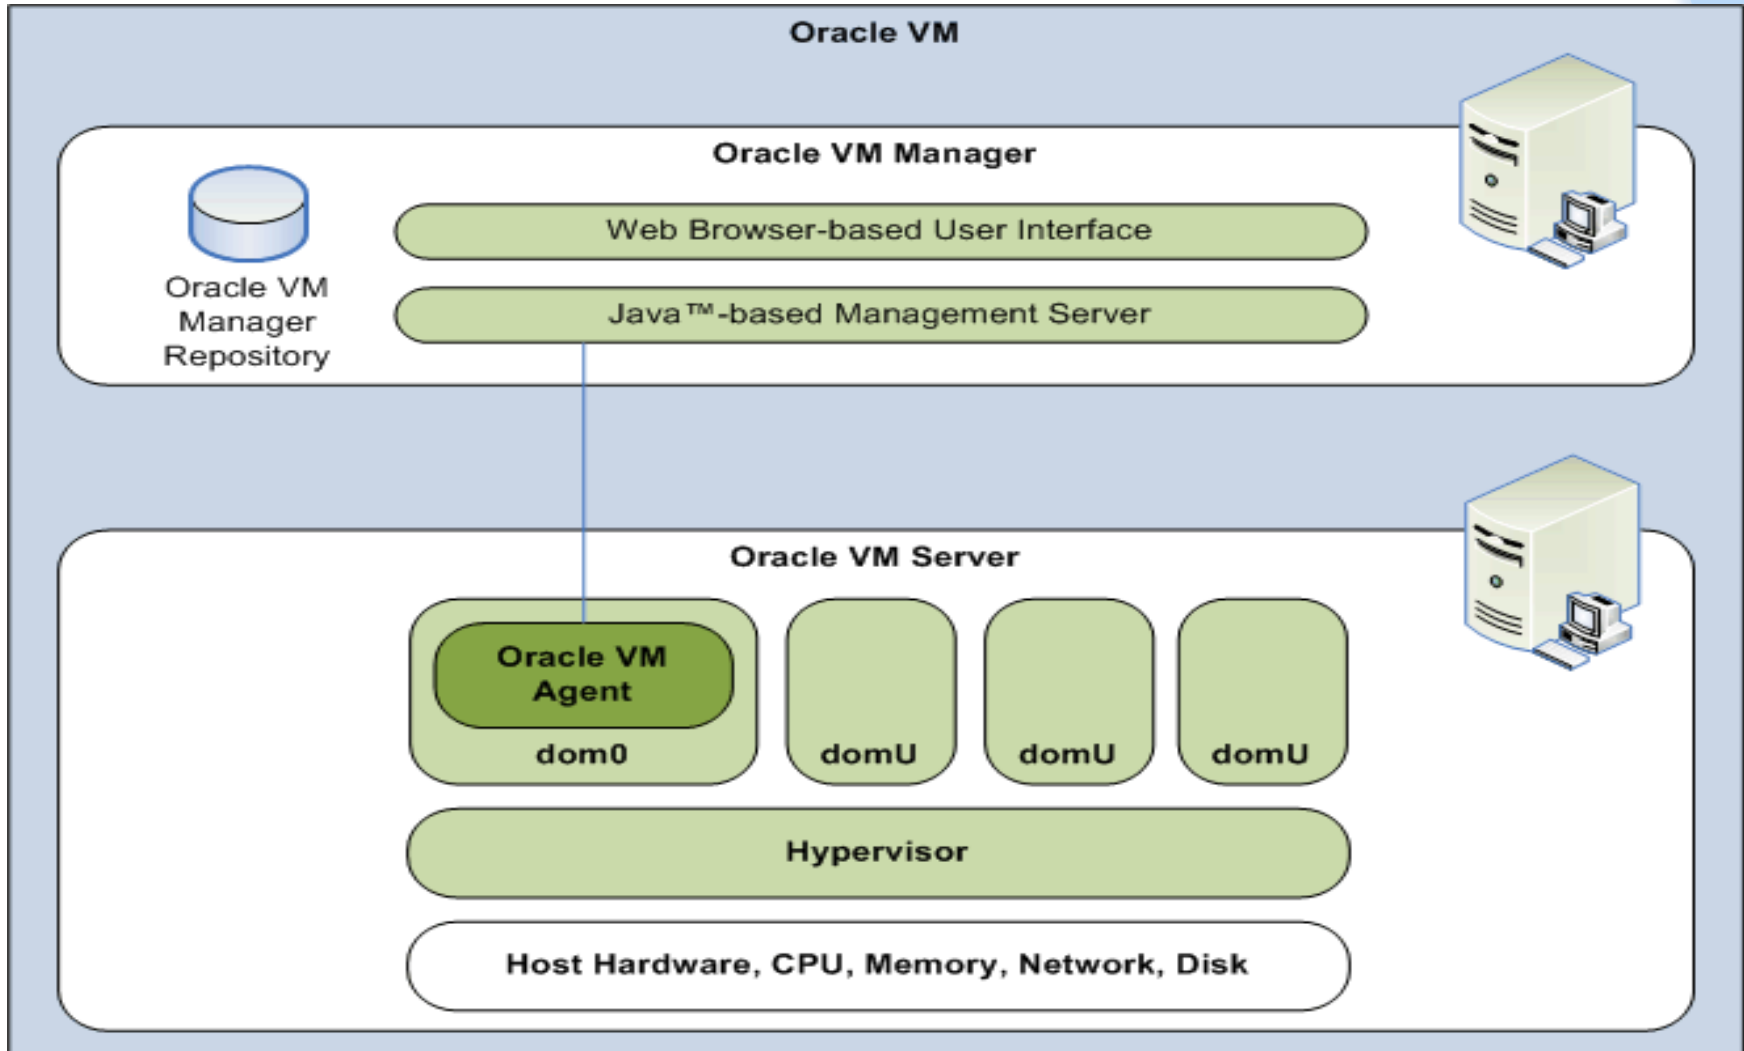 Oracle VM
Oracle VM Manager
Web Browser-based User Interface
Oracle VM
Manager
Repository
Java™-based Management Server
Oracle VM Server
Oracle VM
Agent
dom0
domU
domU
domU
Hypervisor
Host Hardware, CPU, Memory, Network, Disk